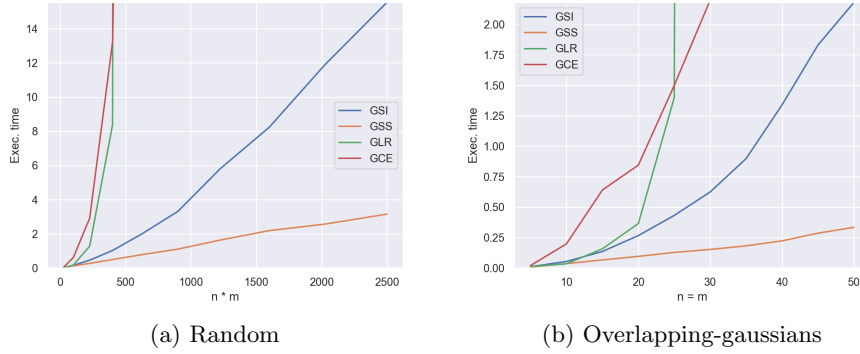 14
12
10
8
6
4
2
0
Exec. time
GSI
GSS
GLR
GCE
0 500 1000 1500 2000 2500
n * m
(a) Random
2.00
1.75
1.50
1.25
1.00
0.75
0.50
0.25
0.00
Exec. time
GSI
GSS
GLR
GCE
10 20 30 40 50
n = m
(b) Overlapping-gaussians